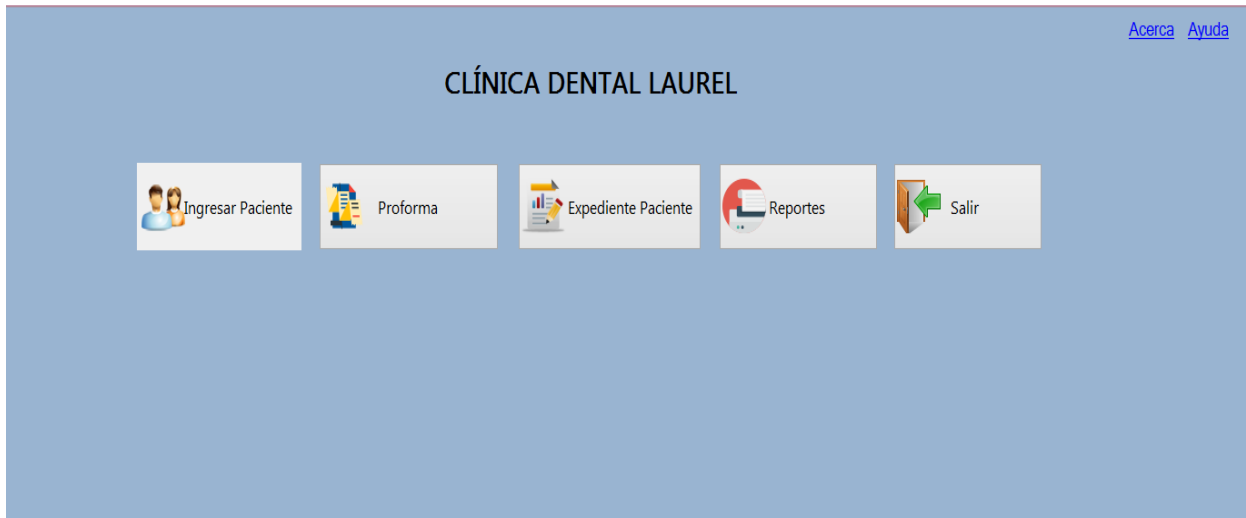 Acerca Ayuda
CLÍNICA DENTAL LAUREL
Ingresar Paciente
Proforma
Expediente Paciente
Reportes
Salir